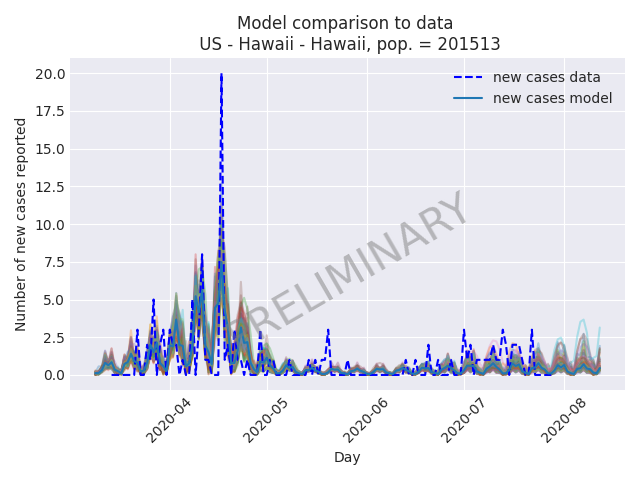 Model comparison to data
US - Hawaii - Hawaii, pop. = 201513
20.0
17.5
15.0
12.5
10.0
7.5
5.0
2.5
0.0
Number of new cases reported
new cases data
new cases model
PRELIMINARY
2020-04
2020-05
2020-06
2020-07
2020-08
Day